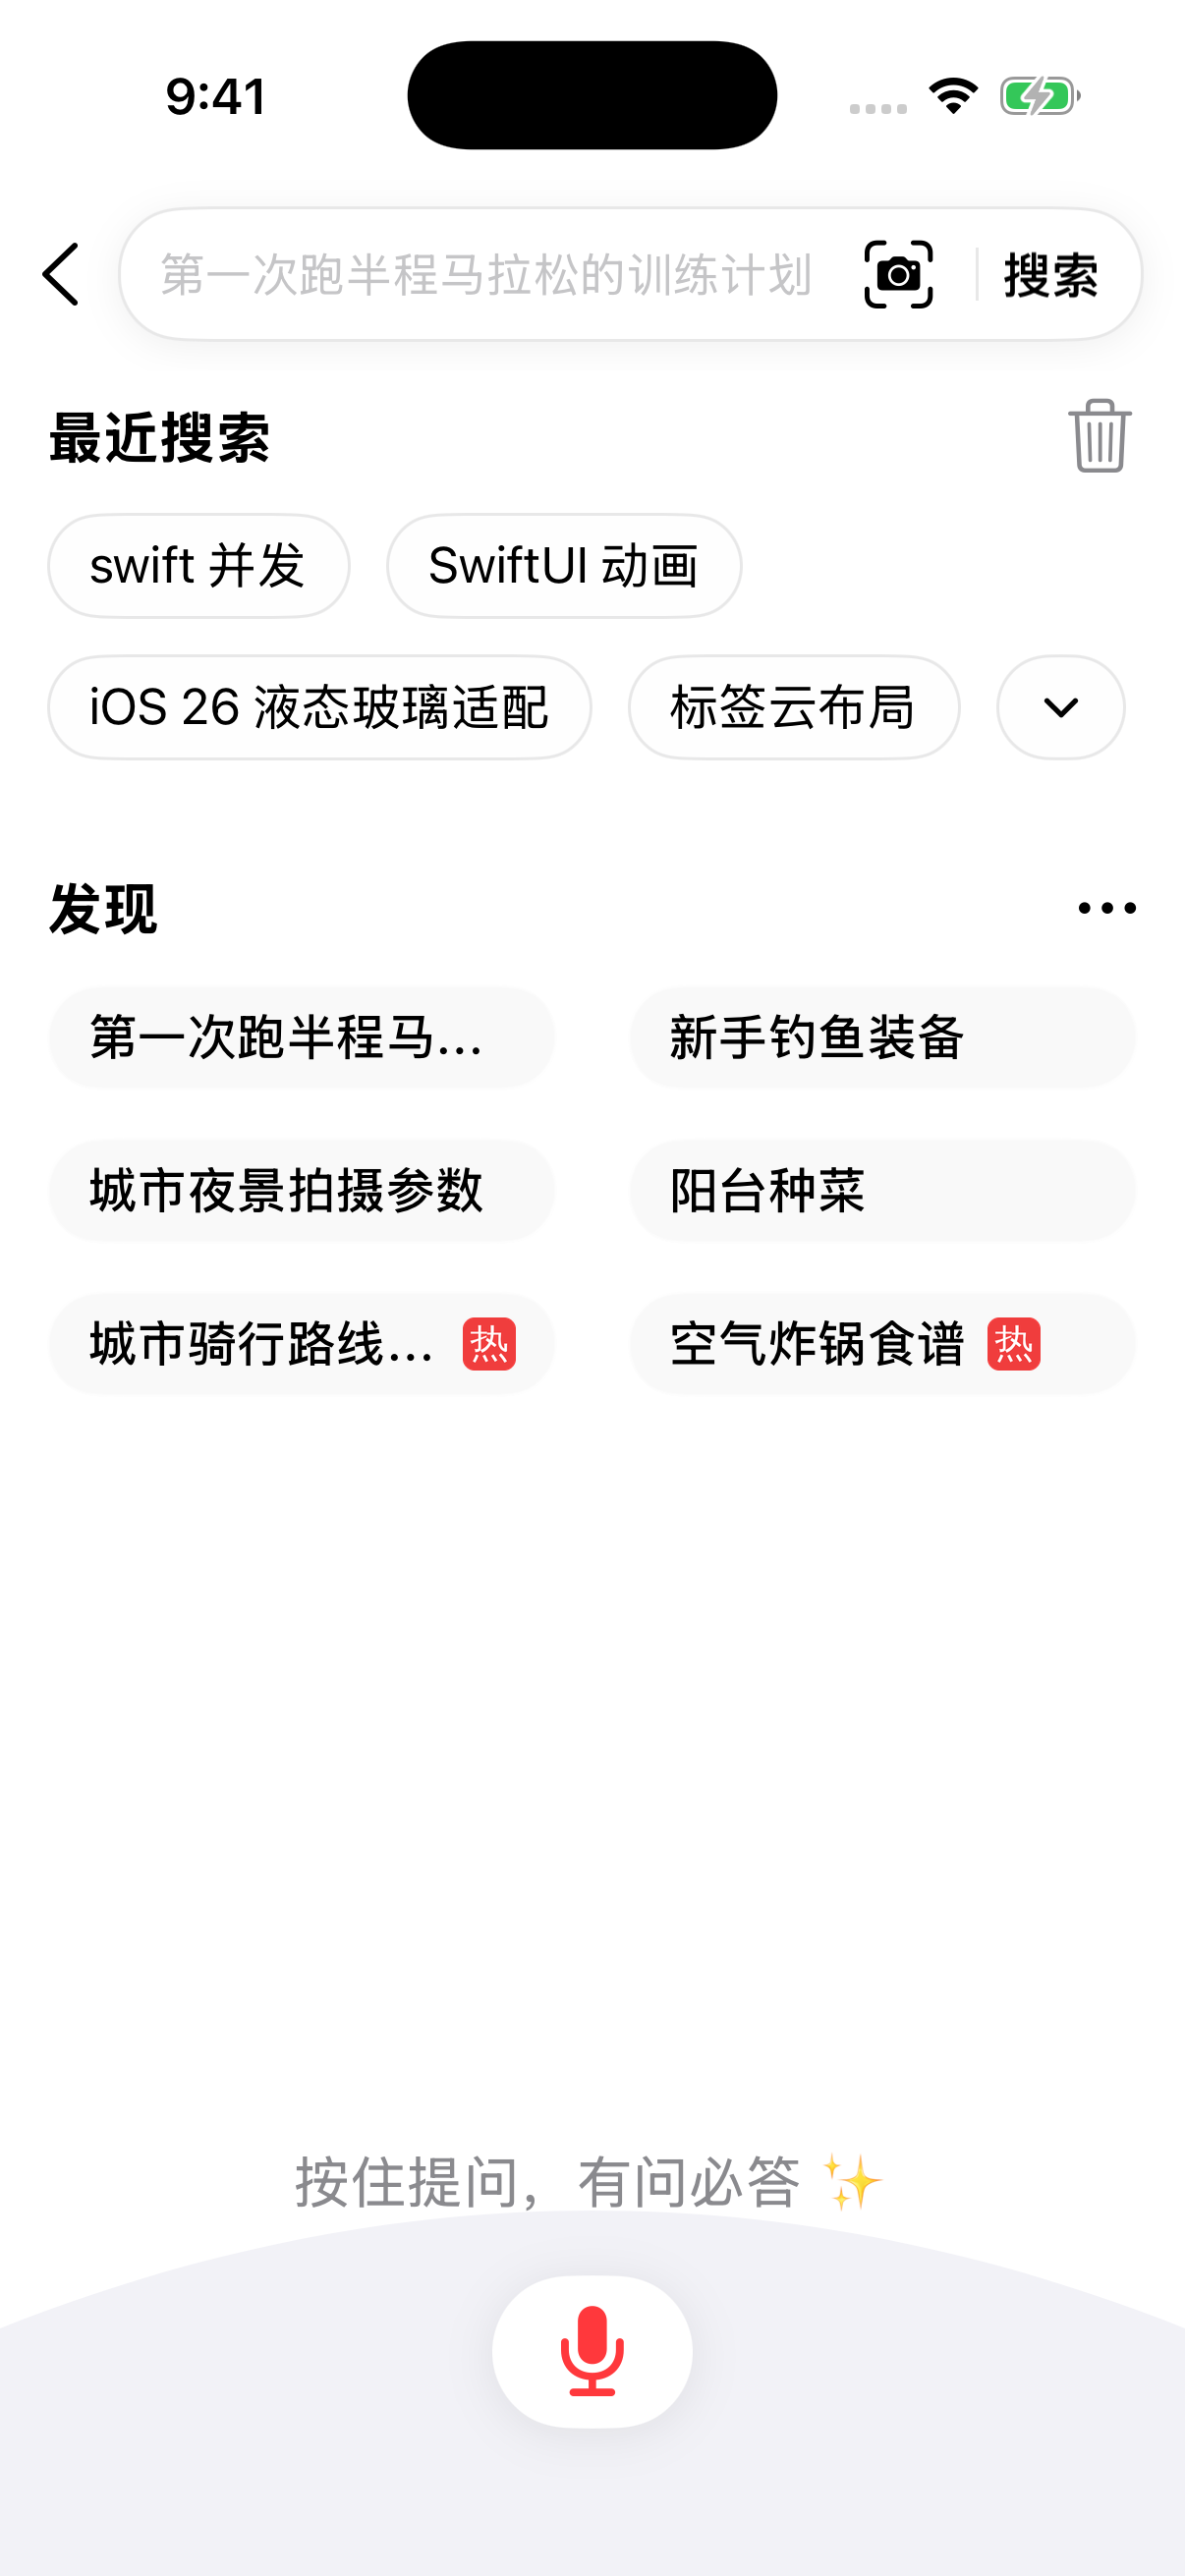 9:41
第一次跑半程马拉松的训练计划 搜索
最近搜索
swift 并发 SwiftUI 动画
iOS 26 液态玻璃适配 标签云布局
发现
第一次跑半程马... 新手钓鱼装备
城市夜景拍摄参数 阳台种菜
城市骑行路线... 热 空气炸锅食谱 热
按住提问，有问必答 ✨